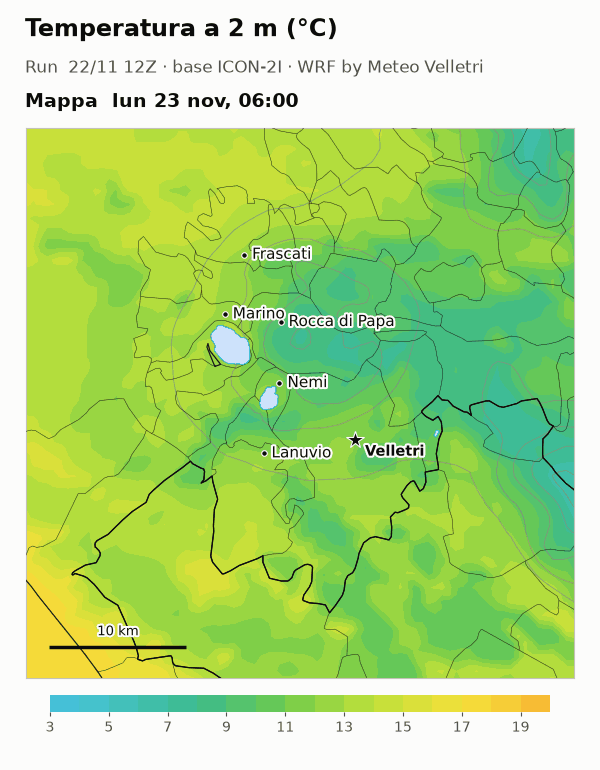 Temperatura a 2 m (°C)
Run  22/11 12Z · base ICON-2I · WRF by Meteo Velletri
Mappa  lun 23 nov, 06:00
Frascati
Marino
Rocca di Papa
Nemi
Velletri
Lanuvio
10 km
3 5 7 9 11 13 15 17 19